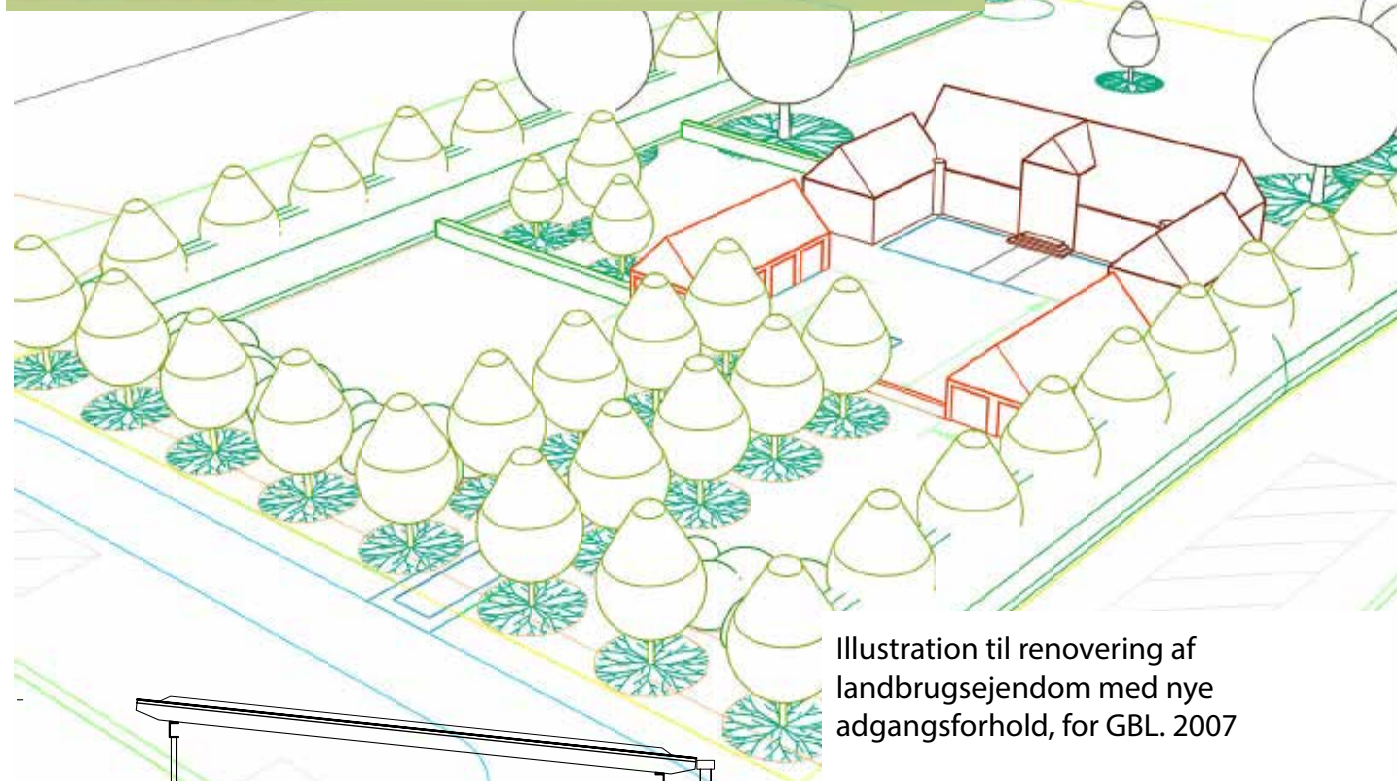 Illustration til renovering af
landbrugsejendom med nye
adgangsforhold, for GBL. 2007